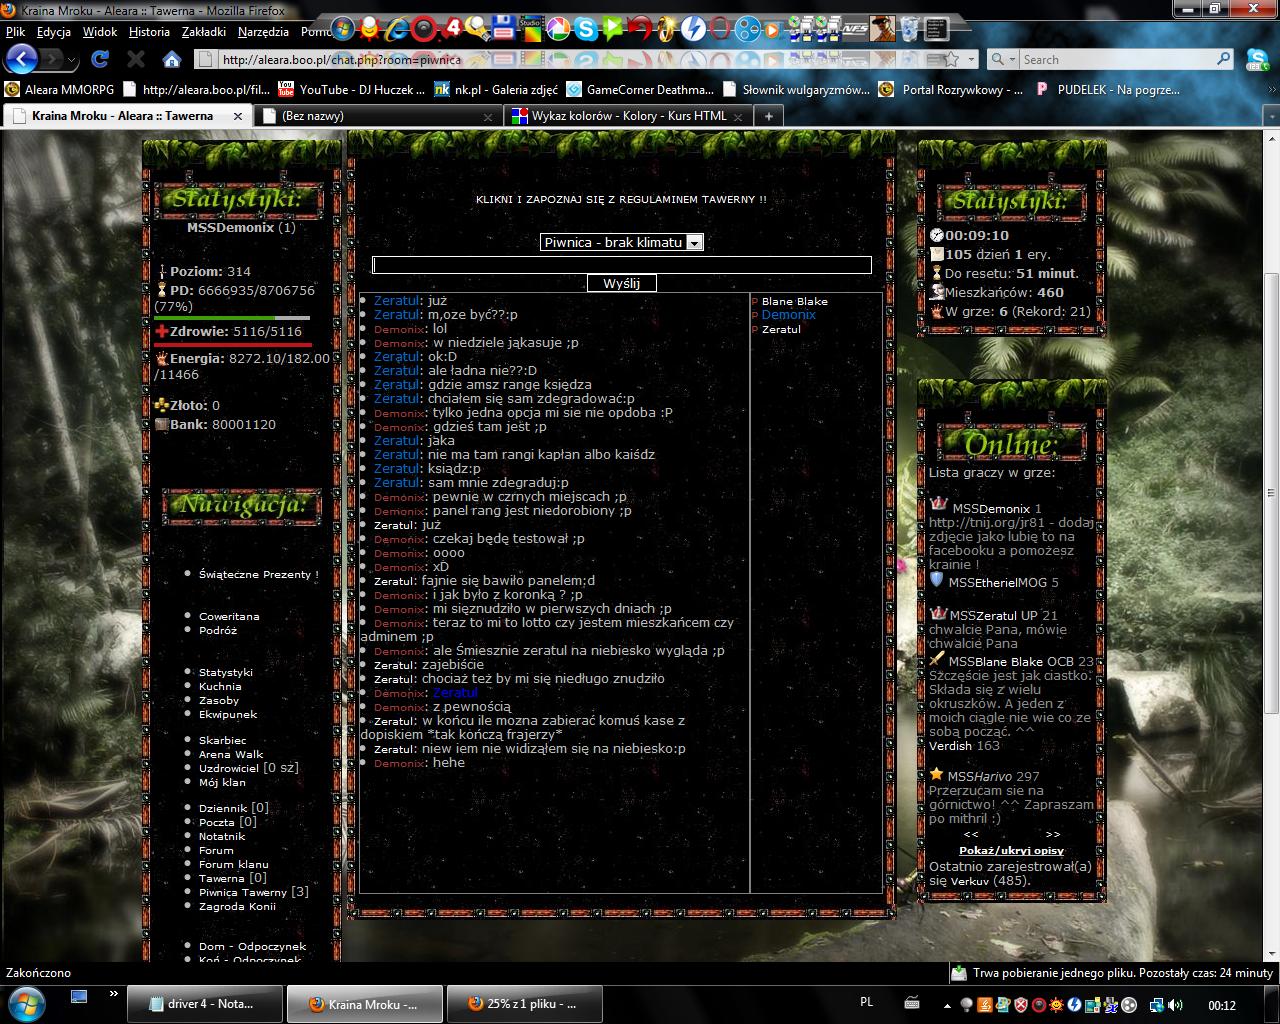 Kraina Mroku - Aleara :: Tawerna - Mozilla Firefox
Plik Edycja Widok Historia Zakładki Narzędzia
http://aleara.boo.pl/chat.php?room=piwnica
Search
Aleara MMORPG http://aleara.boo.pl/fil... YouTube - DJ Huczek ... nk.pl - Galeria zdjęć GameCorner Deathma... Słownik wulgaryzmów... Portal Rozrywkowy - ... PUDELEK - Na pogrze...
Kraina Mroku - Aleara :: Tawerna (Bez nazwy) Wykaz kolorów - Kolory - Kurs HTML
Statystyki:
MSSDemonix (1)
Poziom: 314
PD: 6666935/8706756
(77%)
Zdrowie: 5116/5116
Energia: 8272.10/182.00
/11466
Złoto: 0
Bank: 80001120
Nawigacja:
Świąteczne Prezenty !
Coweritana
Podróż
Statystyki
Kuchnia
Zasoby
Ekwipunek
Skarbiec
Arena Walk
Uzdrowiciel [0 sz]
Mój klan
Dziennik [0]
Poczta [0]
Notatnik
Forum
Forum klanu
Tawerna [0]
Piwnica Tawerny [3]
Zagroda Konii
Dom - Odpoczynek
Koń - Odpoczynek
KLIKNI I ZAPOZNAJ SIĘ Z REGULAMINEM TAWERNY !!
Piwnica - brak klimatu
Wyślij
Zeratul: już
Zeratul: m,oze być??:p
Demonix: lol
Demonix: w niedziele jąkasuje ;p
Zeratul: ok:D
Zeratul: ale ładna nie??:D
Zeratul: gdzie amsz range księdza
Zeratul: chciałem się sam zdegradować:p
Demonix: tylko jedna opcja mi sie nie opdoba :P
Demonix: gdzieś tam jest ;p
Zeratul: jaka
Zeratul: nie ma tam rangi kapłan albo kaiśdz
Zeratul: ksiądz:p
Zeratul: sam mnie zdegraduj:p
Demonix: pewnie w czrnych miejscach ;p
Demonix: panel rang jest niedorobiony ;p
Zeratul: już
Demonix: czekaj będę testował ;p
Demonix: oooo
Demonix: xD
Zeratul: fajnie się bawiło panelem;d
Demonix: i jak było z koronką ? ;p
Demonix: mi sięznudziło w pierwszych dniach ;p
Demonix: teraz to mi to lotto czy jestem mieszkańcem czy
adminem ;p
Demonix: ale Śmiesznie zeratul na niebiesko wygląda ;p
Zeratul: zajebiście
Zeratul: chociaż też by mi się niedługo znudziło
Demonix: Zeratul
Demonix: z pewnością
Zeratul: w końcu ile mozna zabierać komuś kase z
dopiskiem *tak kończą frajerzy*
Zeratul: niew iem nie widziąłem się na niebiesko:p
Demonix: hehe
P Blane Blake
P Demonix
P Zeratul
Statystyki:
00:09:10
105 dzień 1 ery.
Do resetu: 51 minut.
Mieszkańców: 460
W grze: 6 (Rekord: 21)
Online:
Lista graczy w grze:
MSSDemonix 1
http://tnij.org/jr81 - dodaj
zdjęcie jako lubię to na
facebooku a pomożesz
krainie !
MSSEtherielMOG 5
MSSZeratul UP 21
chwalcie Pana, mówie
chwalcie Pana
MSSBlane Blake OCB 23
Szczęście jest jak ciastko.
Składa się z wielu
okruszków. A jeden z
moich ciągle nie wie co ze
sobą począć. ^^
Verdish 163
MSSHarivo 297
Przerzucam sie na
górnictwo! ^^ Zapraszam
po mithril :)
<< >>
Pokaż/ukryj opisy
Ostatnio zarejestrował(a)
się Verkuv (485).
Zakończono
Trwa pobieranie jednego pliku. Pozostały czas: 24 minuty
driver 4 - Nota... Kraina Mroku -... 25% z 1 pliku - ...
PL
00:12